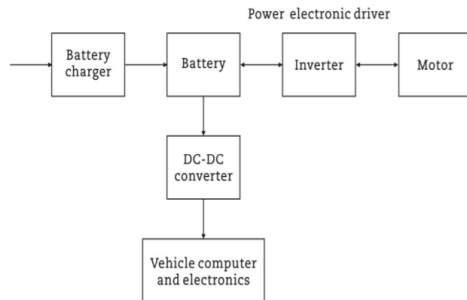 Power electronic driver
Battery
charger
Battery
Inverter
Motor
DC-DC
converter
Vehicle computer
and electronics